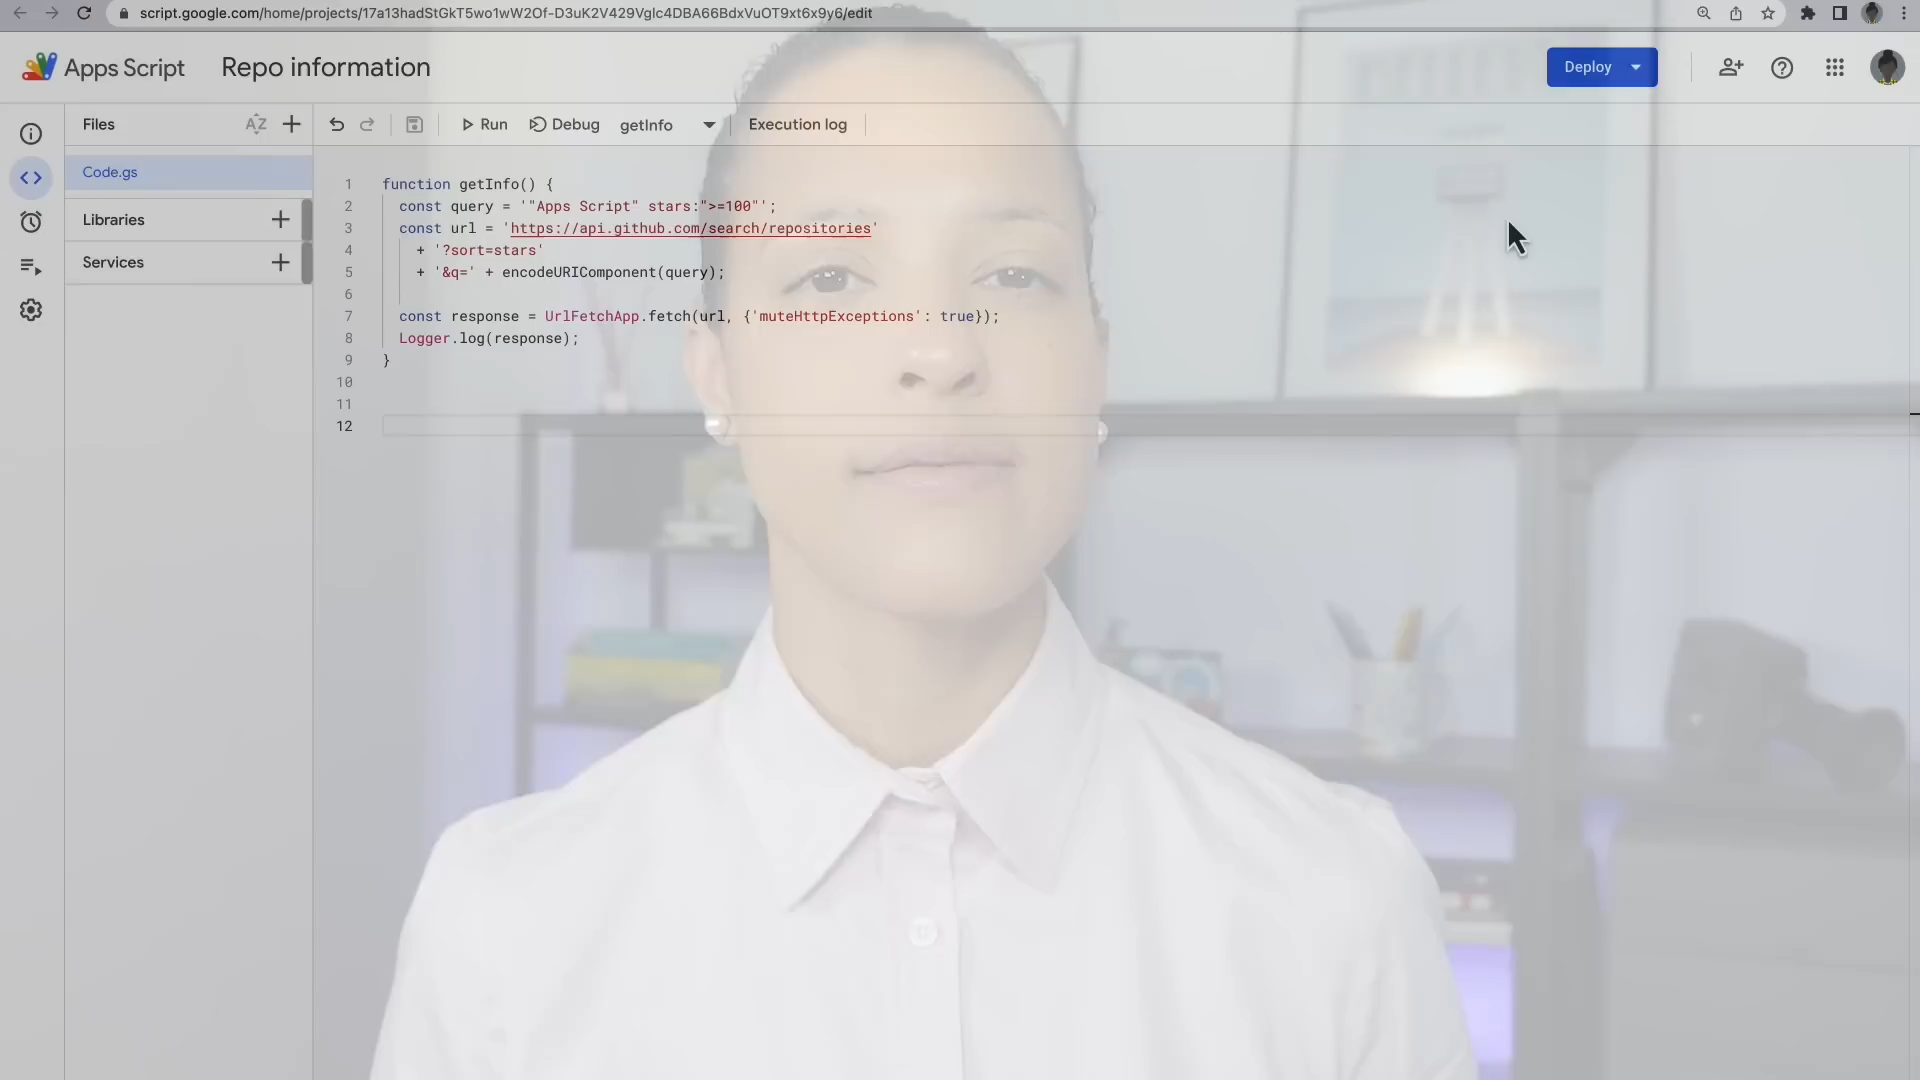 script.google.com/home/projects/17a13hadStGkT5wo1wW2Of-D3uK2V429Vglc4DBA66BdxVuOT9xt6x9y6/edit
Apps Script
Repo information
Deploy
Files
AZ
Run
Debug
getInfo
Execution log
Code.gs
Libraries
Services
1 function getInfo() {
2 const query = '"Apps Script" stars:">=100"';
3 const url = 'https://api.github.com/search/repositories'
4 + '?sort=stars'
5 + '&q=' + encodeURIComponent(query);
6
7 const response = UrlFetchApp.fetch(url, {'muteHttpExceptions': true});
8 Logger.log(response);
9 }
10
11
12